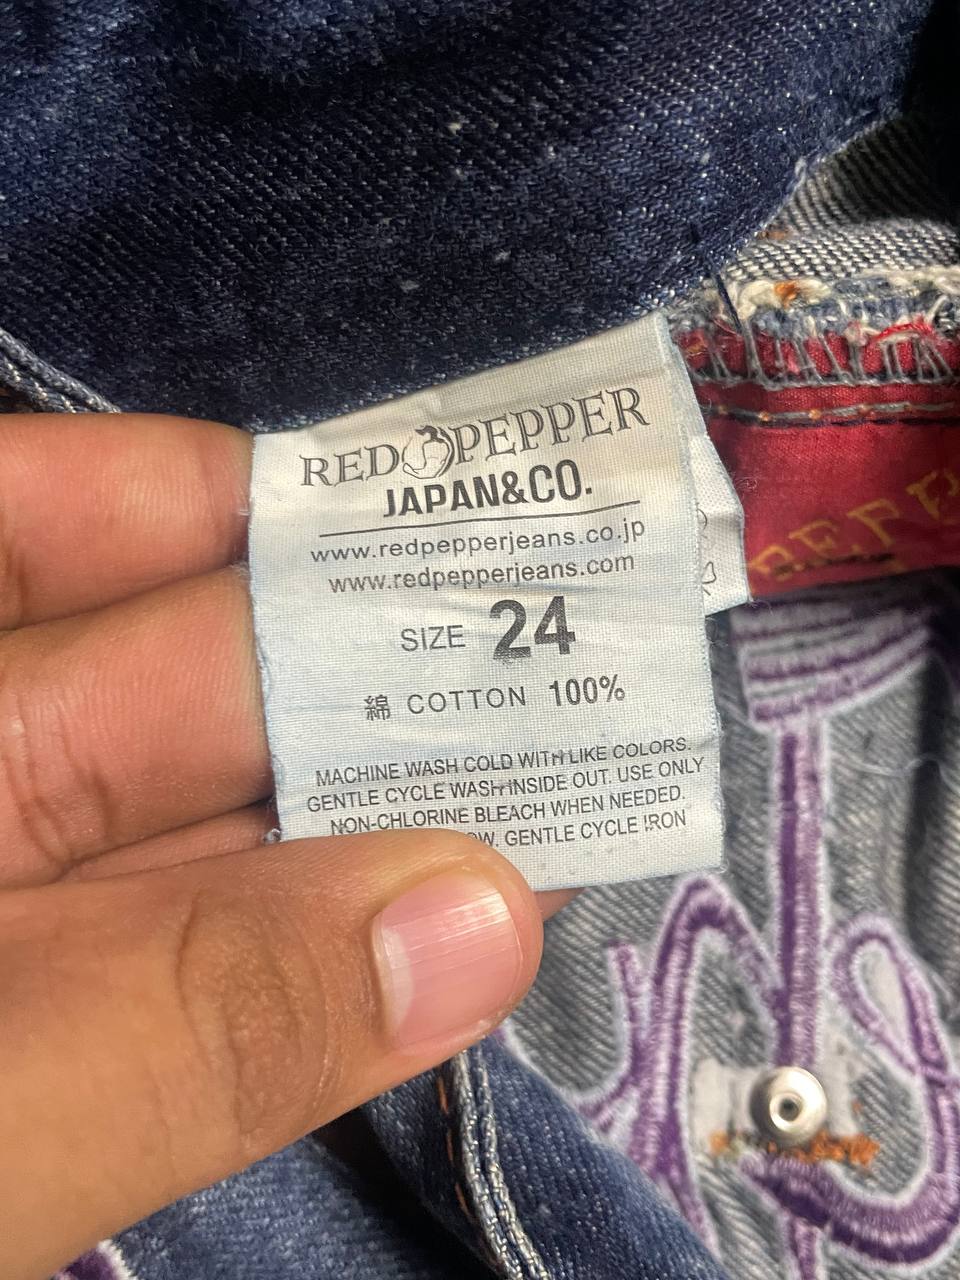 RED PEPPER
JAPAN&CO.
www.redpepperjeans.co.jp
www.redpepperjeans.com
SIZE 24
綿 COTTON 100%
MACHINE WASH COLD WITH LIKE COLORS.
GENTLE CYCLE WASH INSIDE OUT. USE ONLY
NON-CHLORINE BLEACH WHEN NEEDED.
GENTLE CYCLE IRON